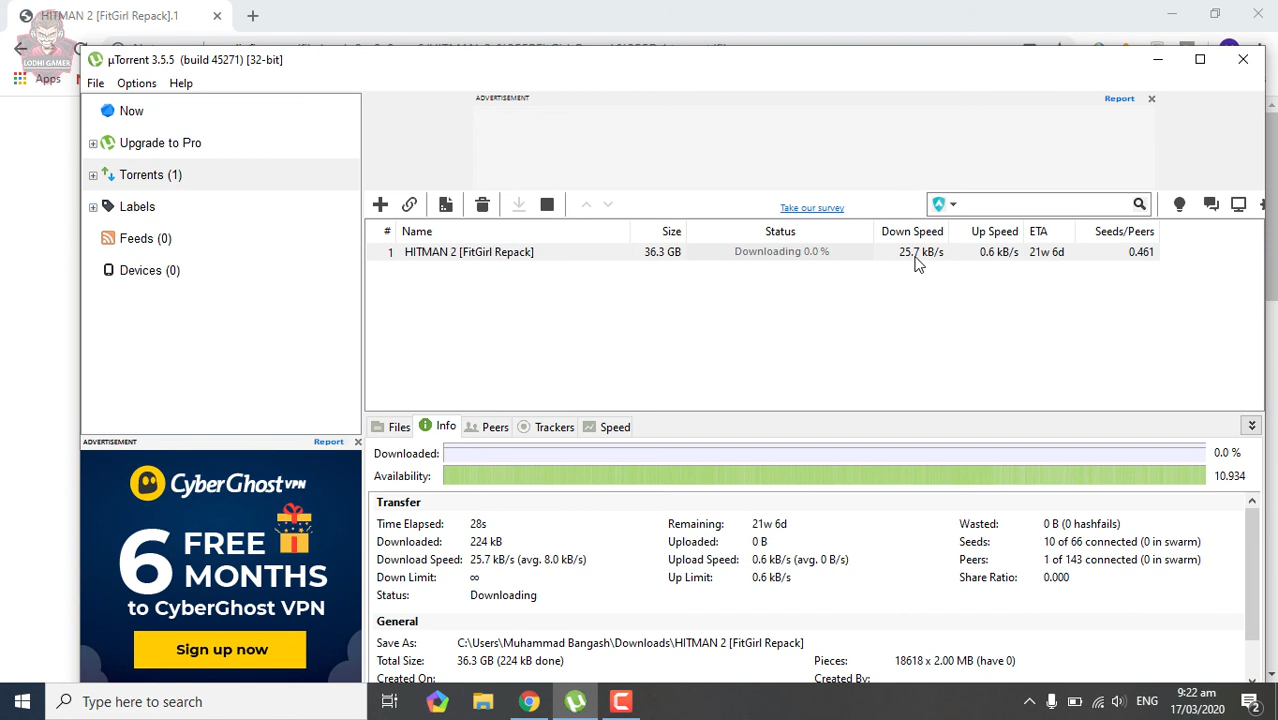 HITMAN 2 [FitGirl Repack].1
LODHI GAMER
Apps
µTorrent 3.5.5 (build 45271) [32-bit]
File Options Help
Now
Upgrade to Pro
Torrents (1)
Labels
Feeds (0)
Devices (0)
ADVERTISEMENT Report
Take our survey
# Name Size Status Down Speed Up Speed ETA Seeds/Peers
1 HITMAN 2 [FitGirl Repack] 36.3 GB Downloading 0.0 % 25.7 kB/s 0.6 kB/s 21w 6d 0.461
Files Info Peers Trackers Speed
Downloaded: 0.0 %
Availability: 10.934
Transfer
Time Elapsed: 28s Remaining: 21w 6d Wasted: 0 B (0 hashfails)
Downloaded: 224 kB Uploaded: 0 B Seeds: 10 of 66 connected (0 in swarm)
Download Speed: 25.7 kB/s (avg. 8.0 kB/s) Upload Speed: 0.6 kB/s (avg. 0 B/s) Peers: 1 of 143 connected (0 in swarm)
Down Limit: ∞ Up Limit: 0.6 kB/s Share Ratio: 0.000
Status: Downloading
General
Save As: C:\Users\Muhammad Bangash\Downloads\HITMAN 2 [FitGirl Repack]
Total Size: 36.3 GB (224 kB done) Pieces: 18618 x 2.00 MB (have 0)
Created On: Created By:
ADVERTISEMENT Report
CyberGhost VPN
6 FREE
MONTHS
to CyberGhost VPN
Sign up now
Type here to search
ENG
9:22 am
17/03/2020
2